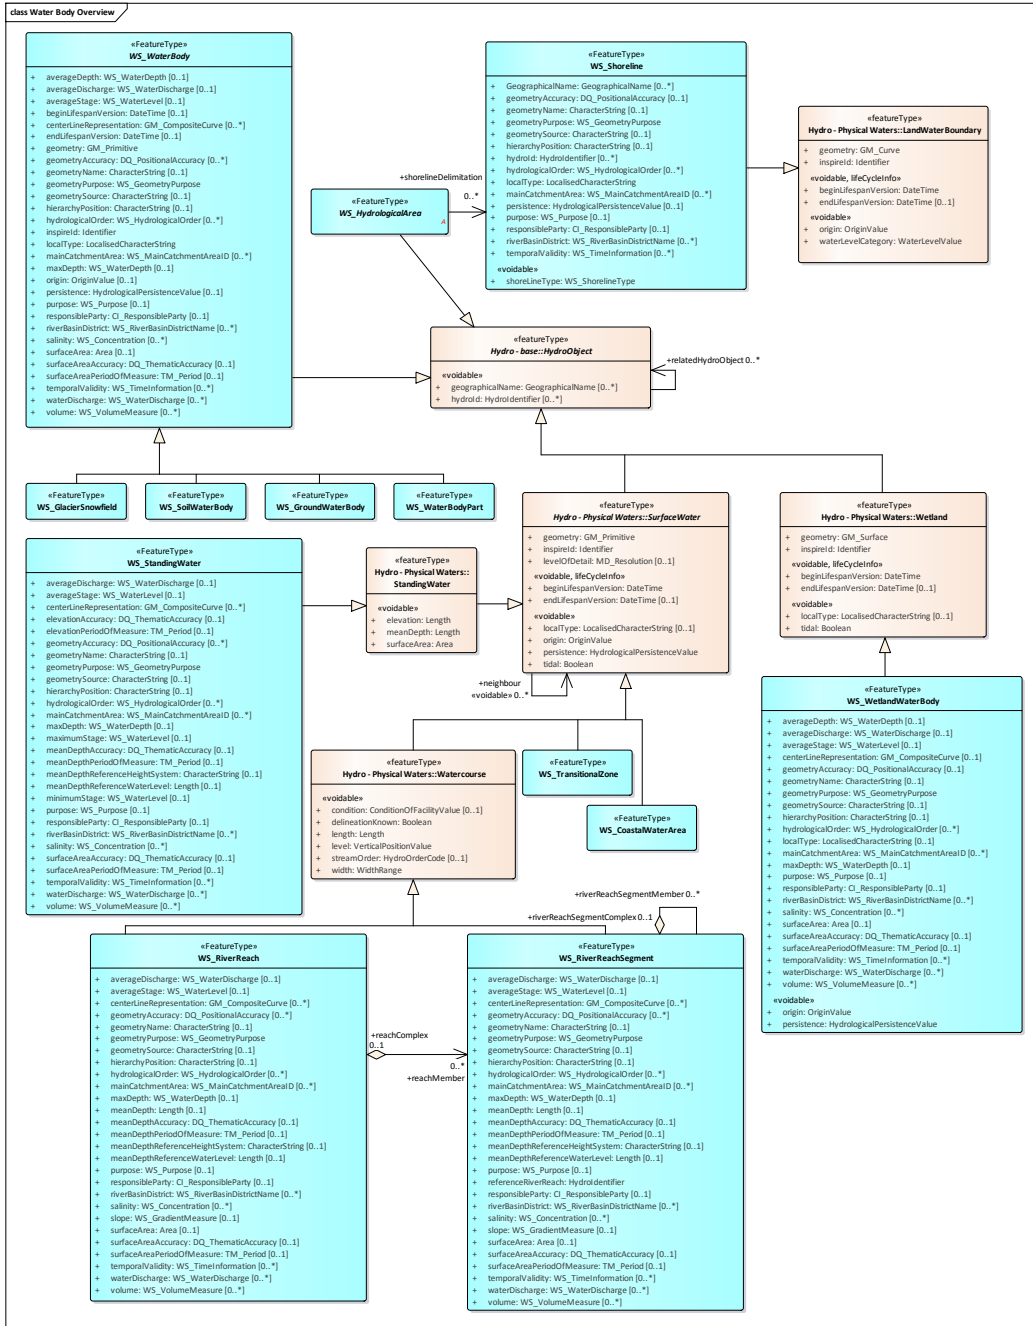 class Water Body Overview
«FeatureType»
WS_WaterBody
+ averageDepth: WS_WaterDepth [0..1]
+ averageDischarge: WS_WaterDischarge [0..1]
+ averageStage: WS_WaterLevel [0..1]
+ beginLifespanVersion: DateTime [0..1]
+ centerLineRepresentation: GM_CompositeCurve [0..*]
+ endLifespanVersion: DateTime [0..1]
+ geometry: GM_Primitive
+ geometryAccuracy: DQ_PositionalAccuracy [0..*]
+ geometryName: CharacterString [0..1]
+ geometryPurpose: WS_GeometryPurpose
+ geometrySource: CharacterString [0..1]
+ hierarchyPosition: CharacterString [0..1]
+ hydrologicalOrder: WS_HydrologicalOrder [0..*]
+ inspireId: Identifier
+ localType: LocalisedCharacterString
+ mainCatchmentArea: WS_MainCatchmentAreaID [0..*]
+ maxDepth: WS_WaterDepth [0..1]
+ origin: OriginValue [0..1]
+ persistence: HydrologicalPersistenceValue [0..1]
+ purpose: WS_Purpose [0..1]
+ responsibleParty: CI_ResponsibleParty [0..1]
+ riverBasinDistrict: WS_RiverBasinDistrictName [0..*]
+ salinity: WS_Concentration [0..*]
+ surfaceArea: Area [0..1]
+ surfaceAreaAccuracy: DQ_ThematicAccuracy [0..1]
+ surfaceAreaPeriodOfMeasure: TM_Period [0..1]
+ temporalValidity: WS_TimeInformation [0..*]
+ waterDischarge: WS_WaterDischarge [0..*]
+ volume: WS_VolumeMeasure [0..*]
«FeatureType»
WS_Shoreline
+ GeographicalName: GeographicalName [0..*]
+ geometryAccuracy: DQ_PositionalAccuracy [0..1]
+ geometryName: CharacterString [0..1]
+ geometryPurpose: WS_GeometryPurpose
+ geometrySource: CharacterString [0..1]
+ hierarchyPosition: CharacterString [0..1]
+ hydroId: HydroIdentifier [0..*]
+ hydrologicalOrder: WS_HydrologicalOrder [0..*]
+ localType: LocalisedCharacterString
+ mainCatchmentArea: WS_MainCatchmentAreaID [0..*]
+ persistence: HydrologicalPersistenceValue [0..1]
+ purpose: WS_Purpose [0..1]
+ responsibleParty: CI_ResponsibleParty [0..1]
+ riverBasinDistrict: WS_RiverBasinDistrictName [0..*]
+ temporalValidity: WS_TimeInformation [0..*]
«voidable»
+ shoreLineType: WS_ShorelineType
«featureType»
Hydro - Physical Waters::LandWaterBoundary
+ geometry: GM_Curve
+ inspireId: Identifier
«voidable, lifeCycleInfo»
+ beginLifespanVersion: DateTime
+ endLifespanVersion: DateTime [0..1]
«voidable»
+ origin: OriginValue
+ waterLevelCategory: WaterLevelValue
+shorelineDelimitation
0..*
«FeatureType»
WS_HydrologicalArea
A
«featureType»
Hydro - base::HydroObject
«voidable»
+ geographicalName: GeographicalName [0..*]
+ hydroId: HydroIdentifier [0..*]
+relatedHydroObject 0..*
«FeatureType»
WS_GlacierSnowfield
«FeatureType»
WS_SoilWaterBody
«FeatureType»
WS_GroundWaterBody
«FeatureType»
WS_WaterBodyPart
«featureType»
Hydro - Physical Waters::SurfaceWater
+ geometry: GM_Primitive
+ inspireId: Identifier
+ levelOfDetail: MD_Resolution [0..1]
«voidable, lifeCycleInfo»
+ beginLifespanVersion: DateTime
+ endLifespanVersion: DateTime [0..1]
«voidable»
+ localType: LocalisedCharacterString [0..1]
+ origin: OriginValue
+ persistence: HydrologicalPersistenceValue
+ tidal: Boolean
+neighbour
«voidable» 0..*
«featureType»
Hydro - Physical Waters::Wetland
+ geometry: GM_Surface
+ inspireId: Identifier
«voidable, lifeCycleInfo»
+ beginLifespanVersion: DateTime
+ endLifespanVersion: DateTime [0..1]
«voidable»
+ localType: LocalisedCharacterString [0..1]
+ tidal: Boolean
«FeatureType»
WS_StandingWater
+ averageDischarge: WS_WaterDischarge [0..1]
+ averageStage: WS_WaterLevel [0..1]
+ centerLineRepresentation: GM_CompositeCurve [0..*]
+ elevationAccuracy: DQ_ThematicAccuracy [0..1]
+ elevationPeriodOfMeasure: TM_Period [0..1]
+ geometryAccuracy: DQ_PositionalAccuracy [0..*]
+ geometryName: CharacterString [0..1]
+ geometryPurpose: WS_GeometryPurpose
+ geometrySource: CharacterString [0..1]
+ hierarchyPosition: CharacterString [0..1]
+ hydrologicalOrder: WS_HydrologicalOrder [0..*]
+ mainCatchmentArea: WS_MainCatchmentAreaID [0..*]
+ maxDepth: WS_WaterDepth [0..1]
+ maximumStage: WS_WaterLevel [0..1]
+ meanDepthAccuracy: DQ_ThematicAccuracy [0..1]
+ meanDepthPeriodOfMeasure: TM_Period [0..1]
+ meanDepthReferenceHeightSystem: CharacterString [0..1]
+ meanDepthReferenceWaterLevel: Length [0..1]
+ minimumStage: WS_WaterLevel [0..1]
+ purpose: WS_Purpose [0..1]
+ responsibleParty: CI_ResponsibleParty [0..1]
+ riverBasinDistrict: WS_RiverBasinDistrictName [0..*]
+ salinity: WS_Concentration [0..*]
+ surfaceAreaAccuracy: DQ_ThematicAccuracy [0..1]
+ surfaceAreaPeriodOfMeasure: TM_Period [0..1]
+ temporalValidity: WS_TimeInformation [0..*]
+ waterDischarge: WS_WaterDischarge [0..*]
+ volume: WS_VolumeMeasure [0..*]
«featureType»
Hydro - Physical Waters::
StandingWater
«voidable»
+ elevation: Length
+ meanDepth: Length
+ surfaceArea: Area
«FeatureType»
WS_WetlandWaterBody
+ averageDepth: WS_WaterDepth [0..1]
+ averageDischarge: WS_WaterDischarge [0..1]
+ averageStage: WS_WaterLevel [0..1]
+ centerLineRepresentation: GM_CompositeCurve [0..*]
+ geometryAccuracy: DQ_PositionalAccuracy [0..*]
+ geometryName: CharacterString [0..1]
+ geometryPurpose: WS_GeometryPurpose
+ geometrySource: CharacterString [0..1]
+ hierarchyPosition: CharacterString [0..1]
+ hydrologicalOrder: WS_HydrologicalOrder [0..*]
+ localType: LocalisedCharacterString [0..1]
+ mainCatchmentArea: WS_MainCatchmentAreaID [0..*]
+ maxDepth: WS_WaterDepth [0..1]
+ purpose: WS_Purpose [0..1]
+ responsibleParty: CI_ResponsibleParty [0..1]
+ riverBasinDistrict: WS_RiverBasinDistrictName [0..*]
+ salinity: WS_Concentration [0..*]
+ surfaceArea: Area [0..1]
+ surfaceAreaAccuracy: DQ_ThematicAccuracy [0..1]
+ surfaceAreaPeriodOfMeasure: TM_Period [0..1]
+ temporalValidity: WS_TimeInformation [0..*]
+ waterDischarge: WS_WaterDischarge [0..*]
+ volume: WS_VolumeMeasure [0..*]
«voidable»
+ origin: OriginValue
+ persistence: HydrologicalPersistenceValue
«featureType»
Hydro - Physical Waters::Watercourse
«voidable»
+ condition: ConditionOfFacilityValue [0..1]
+ delineationKnown: Boolean
+ length: Length
+ level: VerticalPositionValue
+ streamOrder: HydroOrderCode [0..1]
+ width: WidthRange
«FeatureType»
WS_TransitionalZone
«FeatureType»
WS_CoastalWaterArea
+riverReachSegmentMember 0..*
+riverReachSegmentComplex 0..1
«FeatureType»
WS_RiverReach
+ averageDischarge: WS_WaterDischarge [0..1]
+ averageStage: WS_WaterLevel [0..1]
+ centerLineRepresentation: GM_CompositeCurve [0..*]
+ geometryAccuracy: DQ_PositionalAccuracy [0..*]
+ geometryName: CharacterString [0..1]
+ geometryPurpose: WS_GeometryPurpose
+ geometrySource: CharacterString [0..1]
+ hierarchyPosition: CharacterString [0..1]
+ hydrologicalOrder: WS_HydrologicalOrder [0..*]
+ mainCatchmentArea: WS_MainCatchmentAreaID [0..*]
+ maxDepth: WS_WaterDepth [0..1]
+ meanDepth: Length [0..1]
+ meanDepthAccuracy: DQ_ThematicAccuracy [0..1]
+ meanDepthPeriodOfMeasure: TM_Period [0..1]
+ meanDepthReferenceHeightSystem: CharacterString [0..1]
+ meanDepthReferenceWaterLevel: Length [0..1]
+ purpose: WS_Purpose [0..1]
+ responsibleParty: CI_ResponsibleParty [0..1]
+ riverBasinDistrict: WS_RiverBasinDistrictName [0..*]
+ salinity: WS_Concentration [0..*]
+ slope: WS_GradientMeasure [0..1]
+ surfaceArea: Area [0..1]
+ surfaceAreaAccuracy: DQ_ThematicAccuracy [0..1]
+ surfaceAreaPeriodOfMeasure: TM_Period [0..1]
+ temporalValidity: WS_TimeInformation [0..*]
+ waterDischarge: WS_WaterDischarge [0..*]
+ volume: WS_VolumeMeasure [0..*]
+reachComplex
0..1
0..*
+reachMember
«FeatureType»
WS_RiverReachSegment
+ averageDischarge: WS_WaterDischarge [0..1]
+ averageStage: WS_WaterLevel [0..1]
+ centerLineRepresentation: GM_CompositeCurve [0..*]
+ geometryAccuracy: DQ_PositionalAccuracy [0..*]
+ geometryName: CharacterString [0..1]
+ geometryPurpose: WS_GeometryPurpose
+ geometrySource: CharacterString [0..1]
+ hierarchyPosition: CharacterString [0..1]
+ hydrologicalOrder: WS_HydrologicalOrder [0..*]
+ mainCatchmentArea: WS_MainCatchmentAreaID [0..*]
+ maxDepth: WS_WaterDepth [0..1]
+ meanDepth: Length [0..1]
+ meanDepthAccuracy: DQ_ThematicAccuracy [0..1]
+ meanDepthPeriodOfMeasure: TM_Period [0..1]
+ meanDepthReferenceHeightSystem: CharacterString [0..1]
+ meanDepthReferenceWaterLevel: Length [0..1]
+ purpose: WS_Purpose [0..1]
+ referenceRiverReach: HydroIdentifier
+ responsibleParty: CI_ResponsibleParty [0..1]
+ riverBasinDistrict: WS_RiverBasinDistrictName [0..*]
+ salinity: WS_Concentration [0..*]
+ slope: WS_GradientMeasure [0..1]
+ surfaceArea: Area [0..1]
+ surfaceAreaAccuracy: DQ_ThematicAccuracy [0..1]
+ surfaceAreaPeriodOfMeasure: TM_Period [0..1]
+ temporalValidity: WS_TimeInformation [0..*]
+ waterDischarge: WS_WaterDischarge [0..*]
+ volume: WS_VolumeMeasure [0..*]